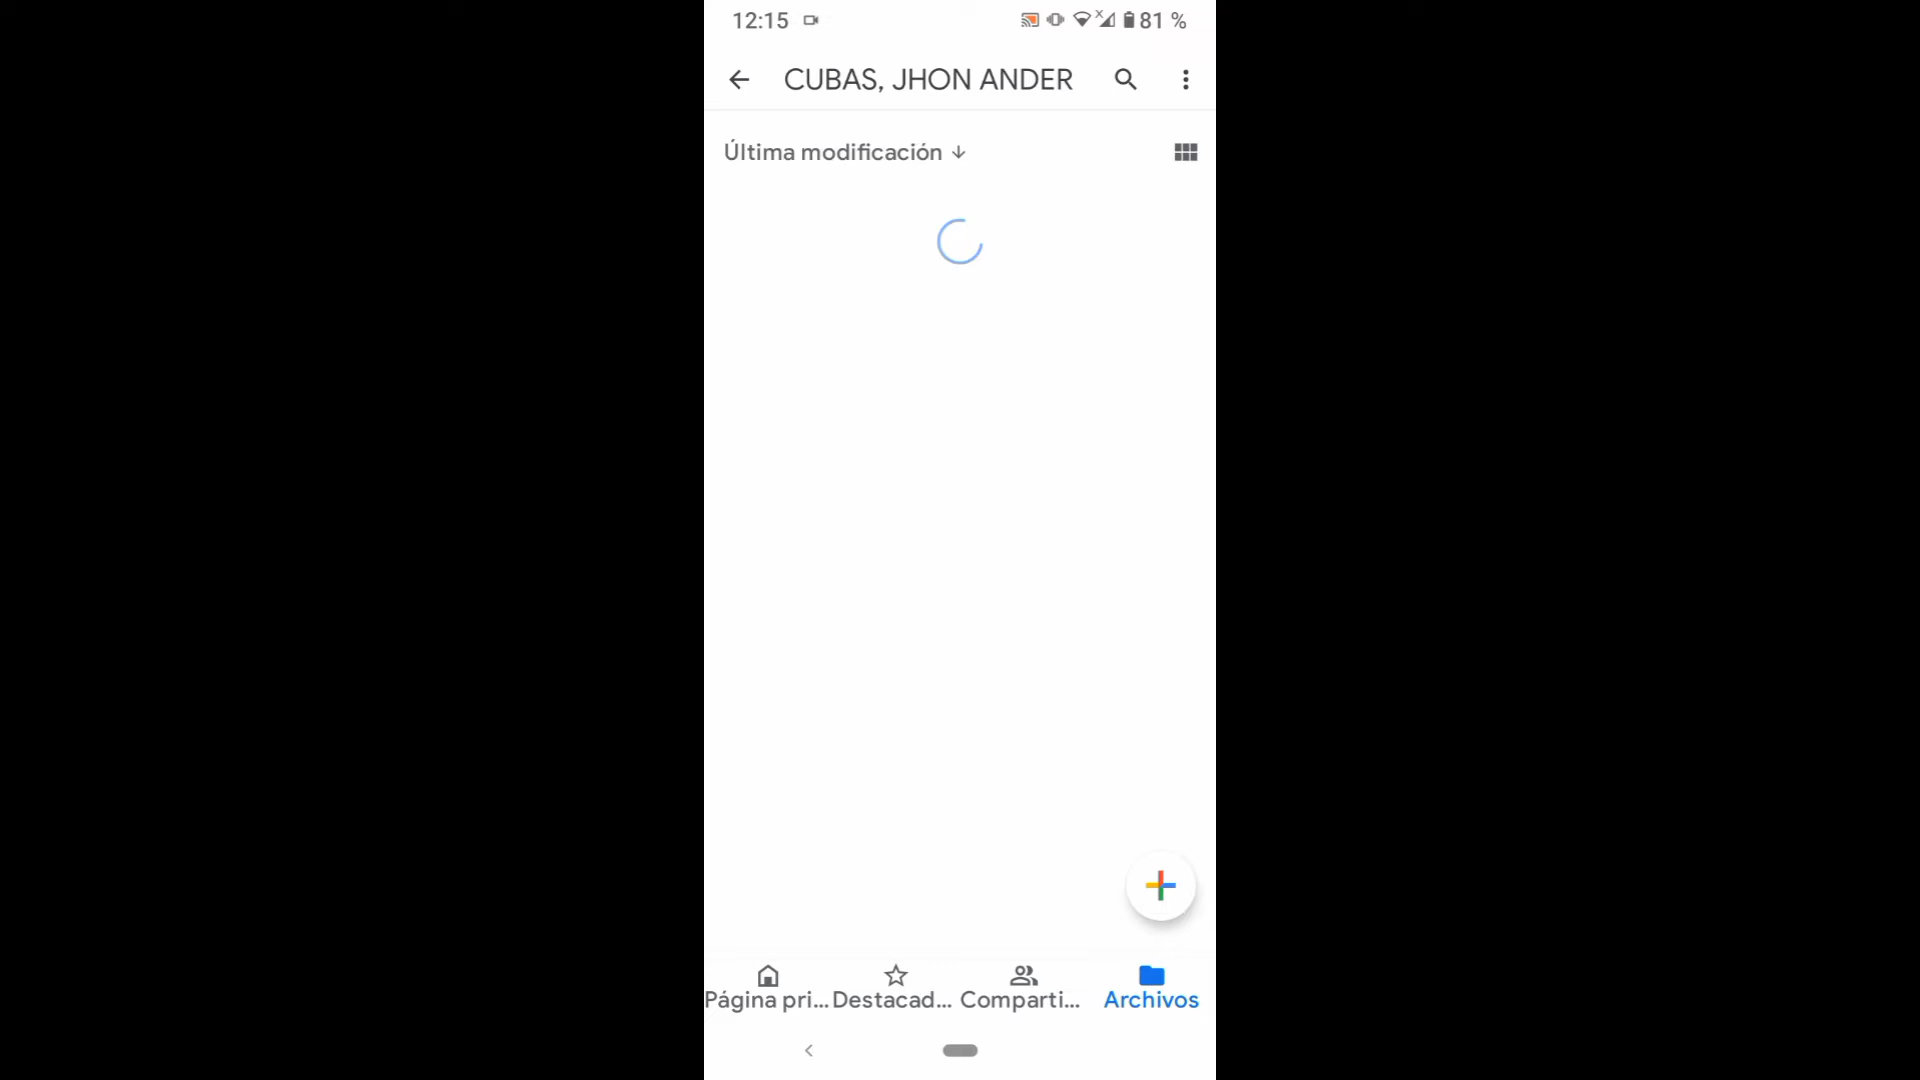 12:15
81 %
CUBAS, JHON ANDER
Última modificación
Página pri... Destacad... Comparti... Archivos